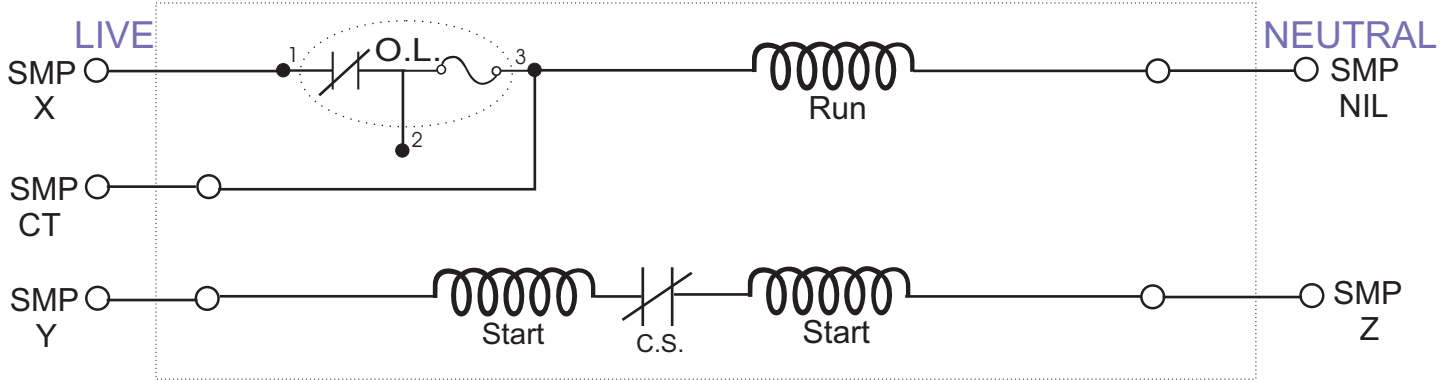 LIVE
NEUTRAL
SMP
X
1
O.L.
3
2
Run
SMP
NIL
SMP
CT
SMP
Y
Start
C.S.
Start
SMP
Z